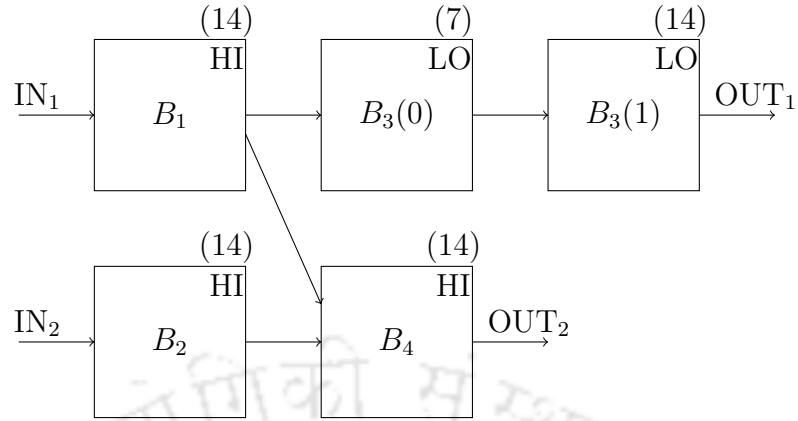 (14) (7) (14)
HI LO LO
IN₁ B₁ B₃(0) B₃(1) OUT₁
(14) (14)
HI HI
IN₂ B₂ B₄ OUT₂